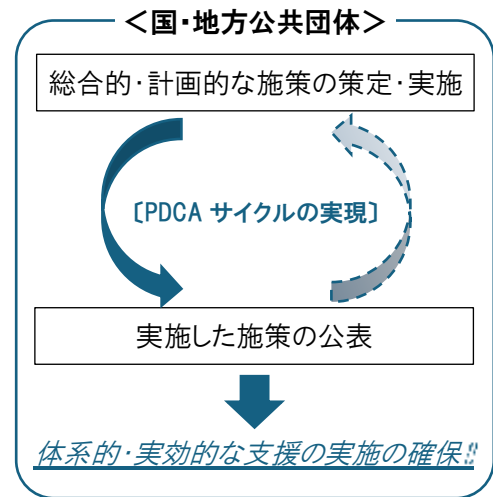 ＜国・地方公共団体＞
総合的・計画的な施策の策定・実施
〔PDCA サイクルの実現〕
実施した施策の公表
体系的・実効的な支援の実施の確保